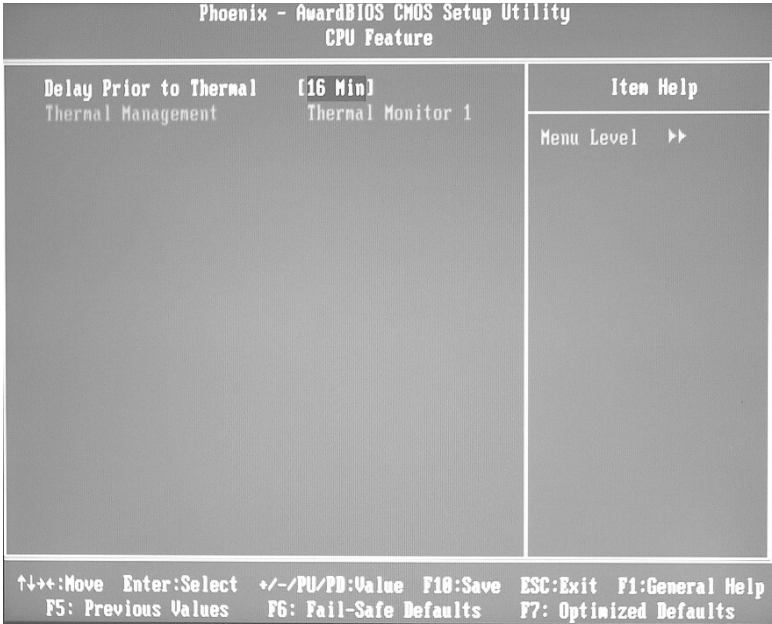 Phoenix - AwardBIOS CMOS Setup Utility
CPU Feature
Delay Prior to Thermal [16 Min]
Thermal Management Thermal Monitor 1
Item Help
Menu Level ▸▸
↑↓→←:Move Enter:Select +/-/PU/PD:Value F10:Save ESC:Exit F1:General Help
F5: Previous Values F6: Fail-Safe Defaults F7: Optimized Defaults